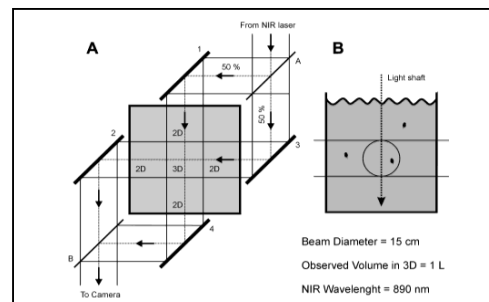 From NIR laser
A
B
1
A
50 %
Light shaft
50 %
2
2D
3
2D
3D
2D
2D
4
B
To Camera
Beam Diameter = 15 cm
Observed Volume in 3D = 1 L
NIR Wavelenght = 890 nm